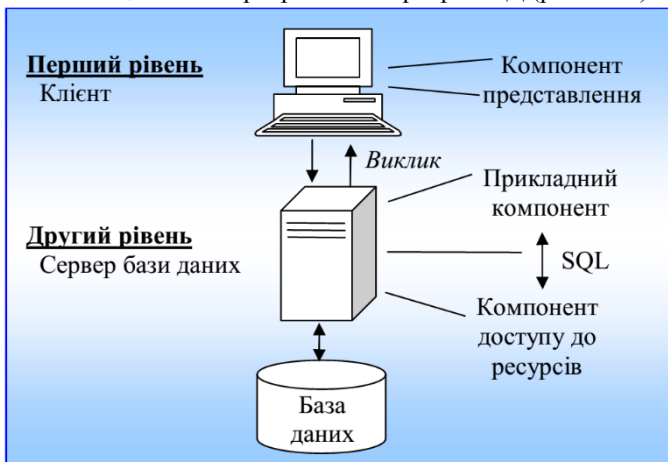 Перший рівень
Клієнт
Компонент
представлення
Виклик
Прикладний
компонент
Другий рівень
Сервер бази даних
SQL
Компонент
доступу до
ресурсів
База
даних